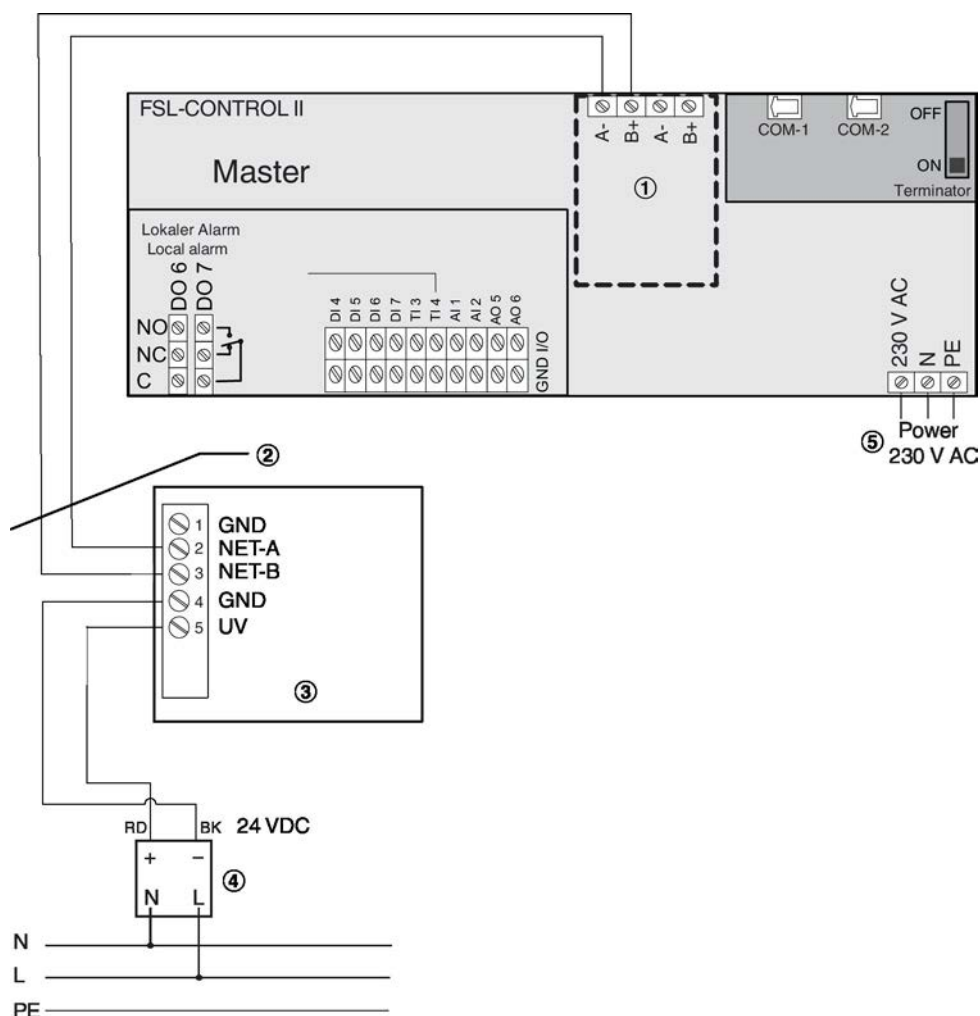 FSL-CONTROL II
Master
A-
B+
A-
B+
①
COM-1
COM-2
OFF
ON
Terminator
Lokaler Alarm
Local alarm
DO 6
DO 7
NO
NC
C
DI 4
DI 5
DI 6
DI 7
TI 3
TI 4
AI 1
AI 2
AO 5
AO 6
GND I/O
230 V AC
N
PE
⑤ Power
230 V AC
②
1 GND
2 NET-A
3 NET-B
4 GND
5 UV
③
RD BK 24 VDC
+ −
④
N L
N
L
PE